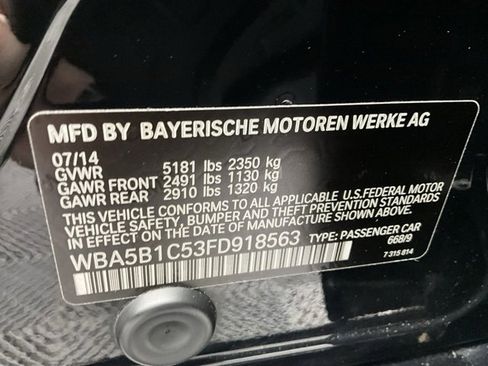 MFD BY BAYERISCHE MOTOREN WERKE AG
07/14
GVWR 5181 lbs 2350 kg
GAWR FRONT 2491 lbs 1130 kg
GAWR REAR 2910 lbs 1320 kg
THIS VEHICLE CONFORMS TO ALL APPLICABLE U.S.FEDERAL MOTOR
VEHICLE SAFETY, BUMPER AND THEFT PREVENTION STANDARDS
IN EFFECT ON THE DATE OF MANUFACTURE SHOWN ABOVE.
WBA5B1C53FD918563 TYPE: PASSENGER CAR
668/9
7 315 814